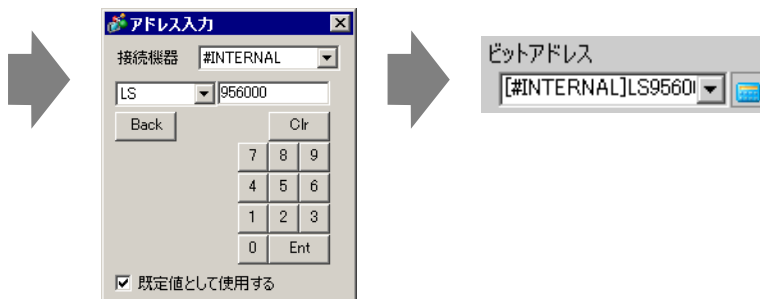 アドレス入力
接続機器 #INTERNAL
LS 956000
Back Clr
7 8 9
4 5 6
1 2 3
0 Ent
既定値として使用する
ビットアドレス
[#INTERNAL]LS9560